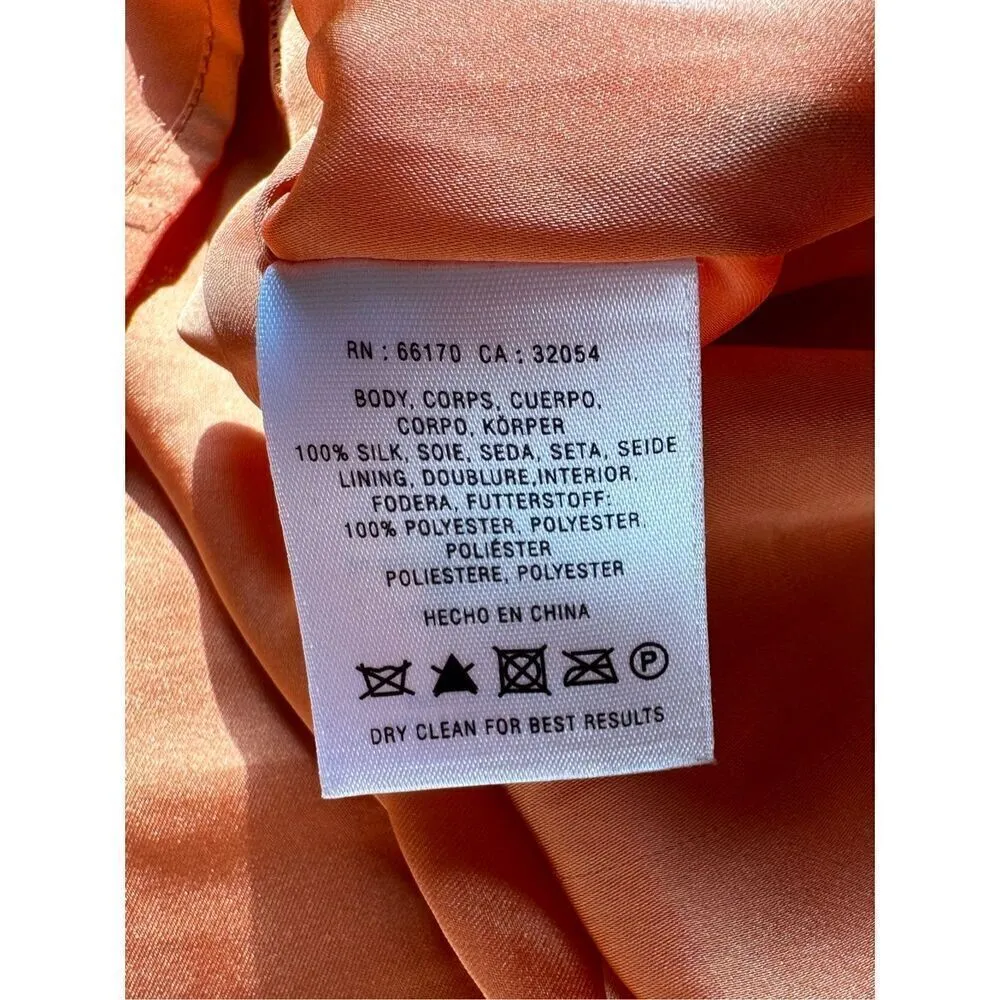 RN : 66170 CA : 32054
BODY, CORPS, CUERPO,
CORPO, KÖRPER
100% SILK, SOIE, SEDA, SETA, SEIDE
LINING, DOUBLURE,INTERIOR,
FODERA, FUTTERSTOFF:
100% POLYESTER, POLYESTER,
POLIÉSTER
POLIESTERE, POLYESTER
HECHO EN CHINA
P
DRY CLEAN FOR BEST RESULTS